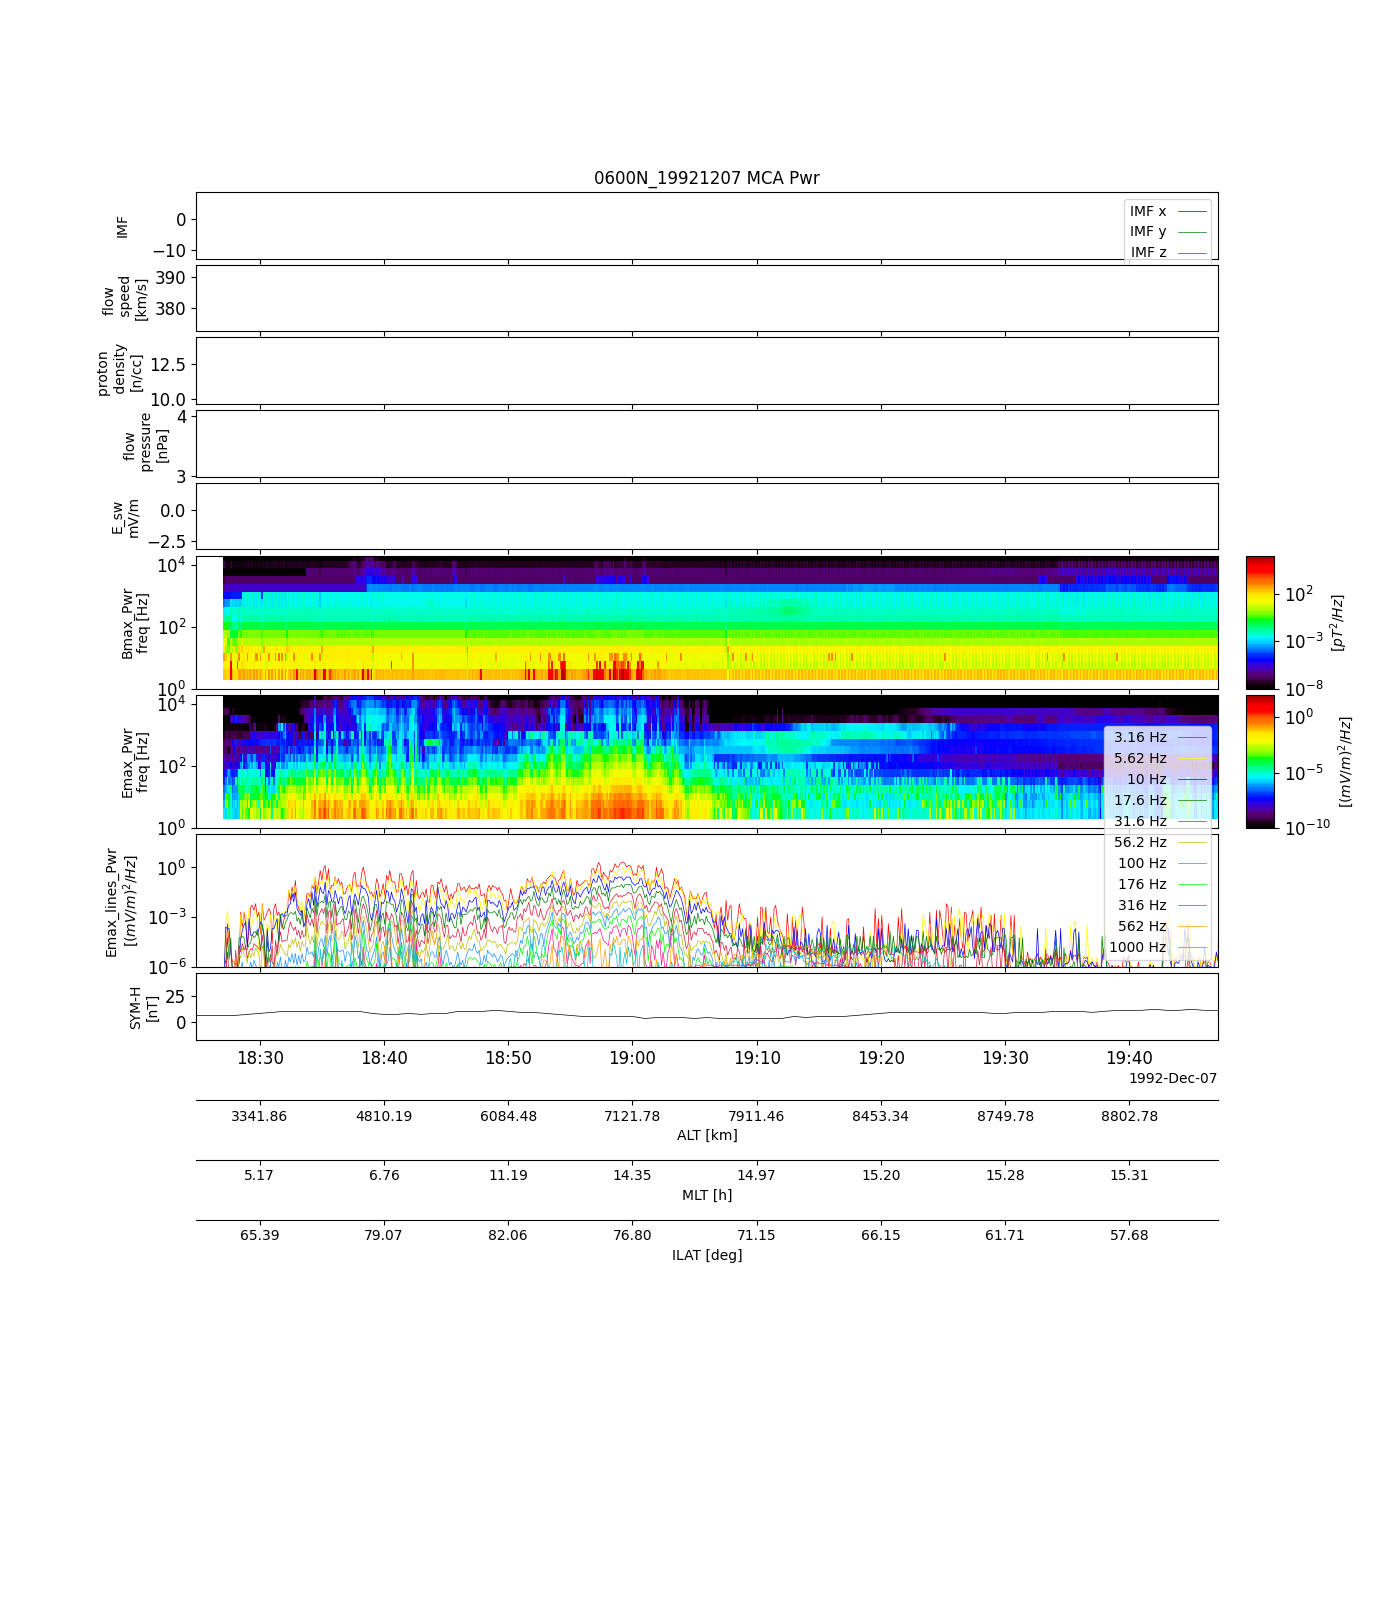 0600N_19921207 MCA Pwr
IMF
0
−10
IMF x
IMF y
IMF z
flow
speed
[km/s]
390
380
proton
density
[n/cc]
12.5
10.0
flow
pressure
[nPa]
4
3
E_sw
mV/m
0.0
−2.5
Bmax_Pwr
freq [Hz]
10^4
10^2
10^0
10^2
10^−3
10^−8
[pT^2/Hz]
Emax_Pwr
freq [Hz]
10^4
10^2
10^0
10^0
10^−5
10^−10
[(mV/m)^2/Hz]
3.16 Hz
5.62 Hz
10 Hz
17.6 Hz
31.6 Hz
56.2 Hz
100 Hz
176 Hz
316 Hz
562 Hz
1000 Hz
Emax_lines_Pwr
[(mV/m)^2/Hz]
10^0
10^−3
10^−6
SYM-H
[nT]
25
0
18:30 18:40 18:50 19:00 19:10 19:20 19:30 19:40
1992-Dec-07
3341.86 4810.19 6084.48 7121.78 7911.46 8453.34 8749.78 8802.78
ALT [km]
5.17 6.76 11.19 14.35 14.97 15.20 15.28 15.31
MLT [h]
65.39 79.07 82.06 76.80 71.15 66.15 61.71 57.68
ILAT [deg]